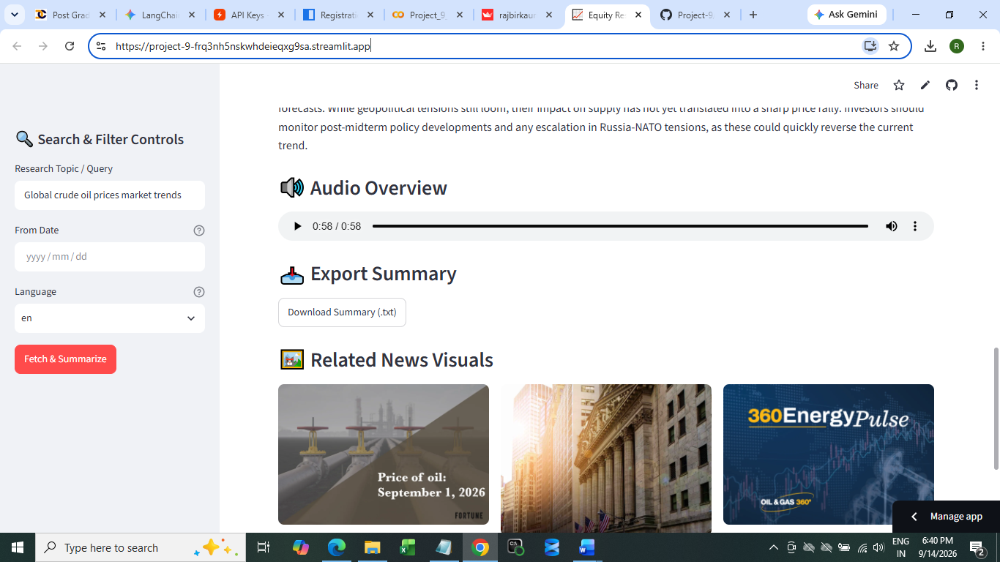 Post Grad
LangChai
API Keys
Registrati
Project_9
rajbirkaur
Equity Re
Project-9
Ask Gemini
https://project-9-frq3nh5nskwhdeieqxg9sa.streamlit.app
R
Share
Search & Filter Controls
Research Topic / Query
Global crude oil prices market trends
From Date
yyyy / mm / dd
Language
en
Fetch & Summarize
forecasts. While geopolitical tensions still loom, their impact on supply has not yet translated into a sharp price rally. Investors should
monitor post-midterm policy developments and any escalation in Russia-NATO tensions, as these could quickly reverse the current
trend.
Audio Overview
0:58 / 0:58
Export Summary
Download Summary (.txt)
Related News Visuals
Price of oil:
September 1, 2026
FORTUNE
360EnergyPulse
OIL & GAS 360°
Manage app
Type here to search
ENG
IN
6:40 PM
9/14/2026
2